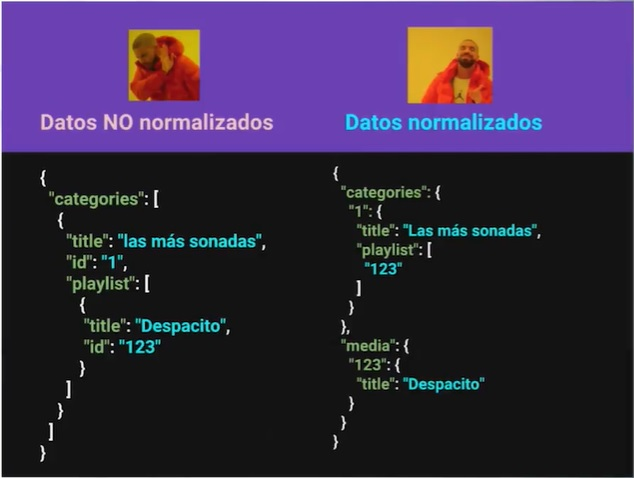 Datos NO normalizados
{
"categories": [
{
"title": "las más sonadas",
"id": "1",
"playlist": [
{
"title": "Despacito",
"id": "123"
}
]
}
]
}
Datos normalizados
{
"categories": {
"1": {
"title": "Las más sonadas",
"playlist": [
"123"
]
}
},
"media": {
"123": {
"title": "Despacito"
}
}
}